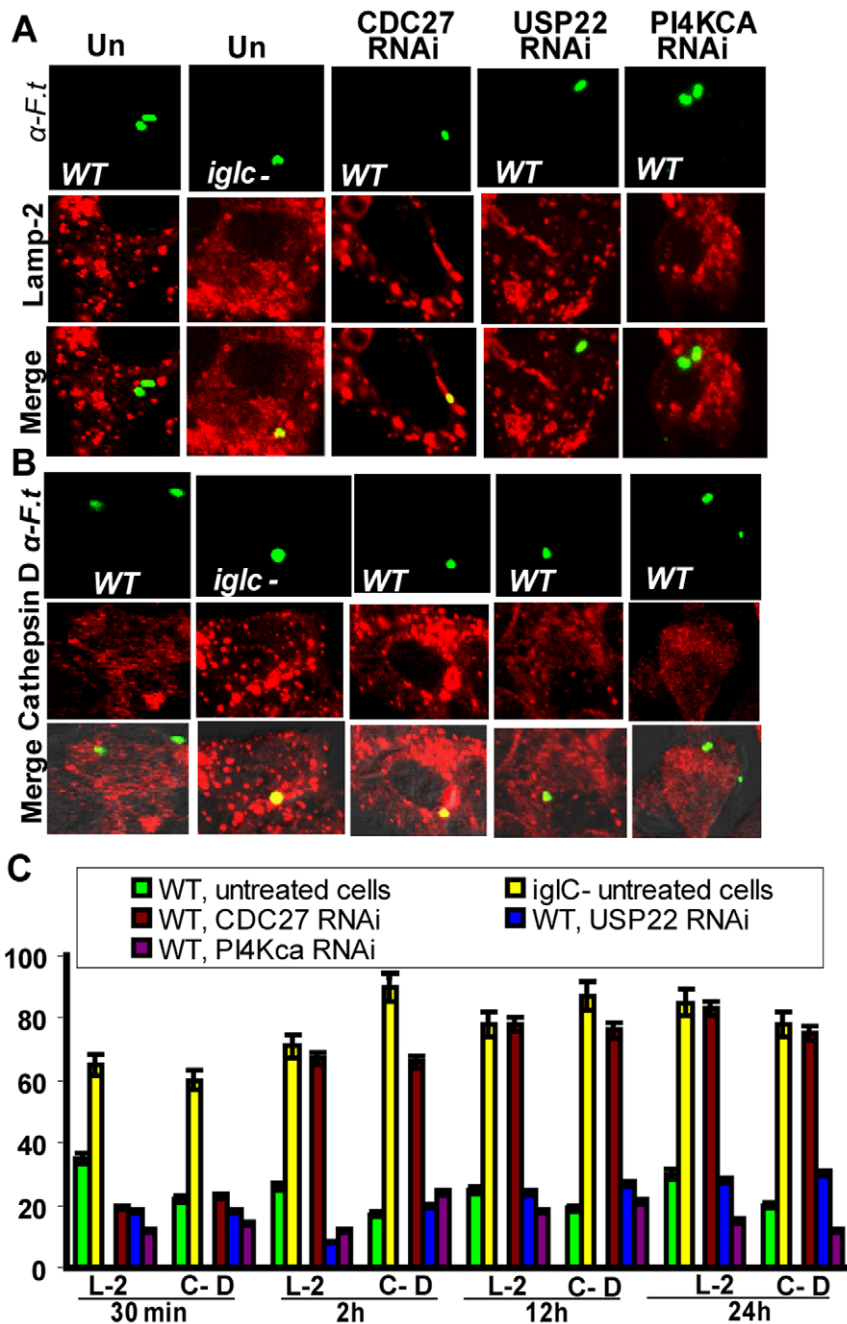 A
Un
Un
CDC27
RNAi
USP22
RNAi
PI4KCA
RNAi
α-F.t
WT
iglc -
WT
WT
WT
Lamp-2
Merge
B
α-F.t
WT
iglc -
WT
WT
WT
Cathepsin D
Merge
C
WT, untreated cells
iglC- untreated cells
WT, CDC27 RNAi
WT, USP22 RNAi
WT, PI4Kca RNAi
100
80
60
40
20
0
L-2 C- D L-2 C- D L-2 C- D L-2 C- D
30 min 2h 12h 24h